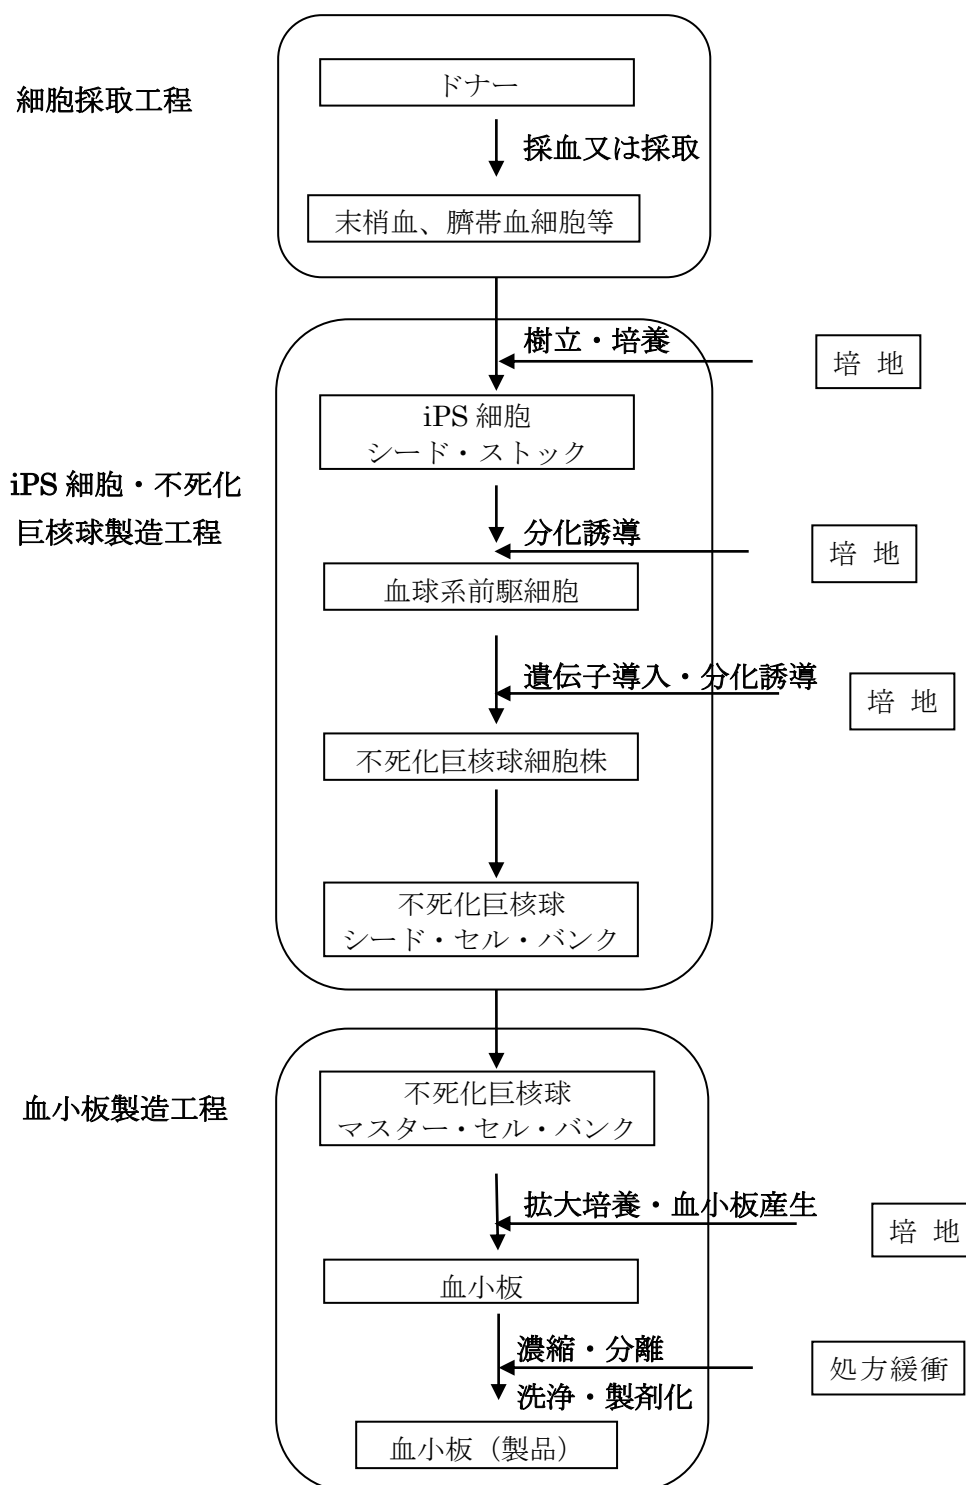 ドナー
細胞採取工程
採血又は採取
末梢血、臍帯血細胞等
樹立・培養
培 地
iPS 細胞
シード・ストック
iPS 細胞・不死化
巨核球製造工程
分化誘導
培 地
血球系前駆細胞
遺伝子導入・分化誘導
培 地
不死化巨核球細胞株
不死化巨核球
シード・セル・バンク
血小板製造工程
不死化巨核球
マスター・セル・バンク
拡大培養・血小板産生
培 地
血小板
濃縮・分離
処方緩衝
洗浄・製剤化
血小板（製品）